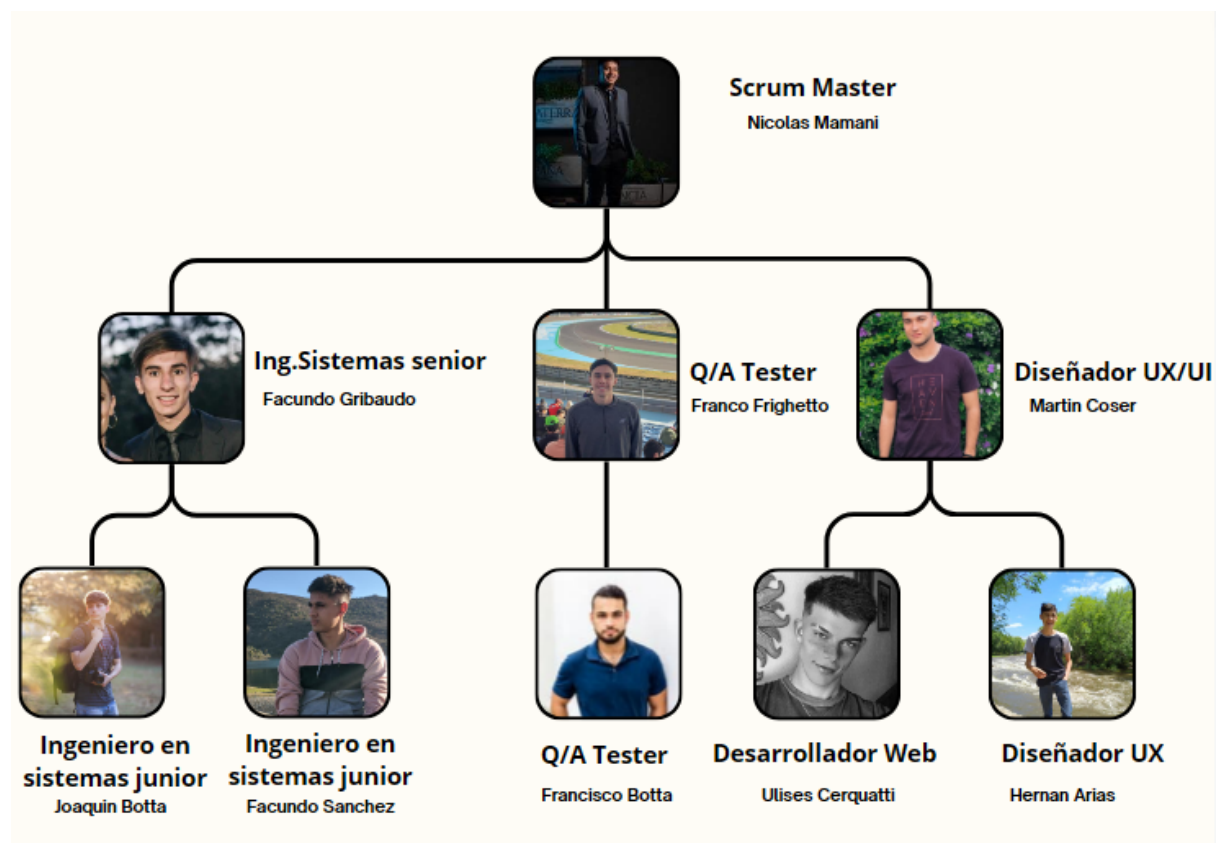 Scrum Master
Nicolas Mamani
Ing.Sistemas senior
Facundo Gribaudo
Q/A Tester
Franco Frighetto
Diseñador UX/UI
Martin Coser
Ingeniero en
sistemas junior
Joaquin Botta
Ingeniero en
sistemas junior
Facundo Sanchez
Q/A Tester
Francisco Botta
Desarrollador Web
Ulises Cerquatti
Diseñador UX
Hernan Arias